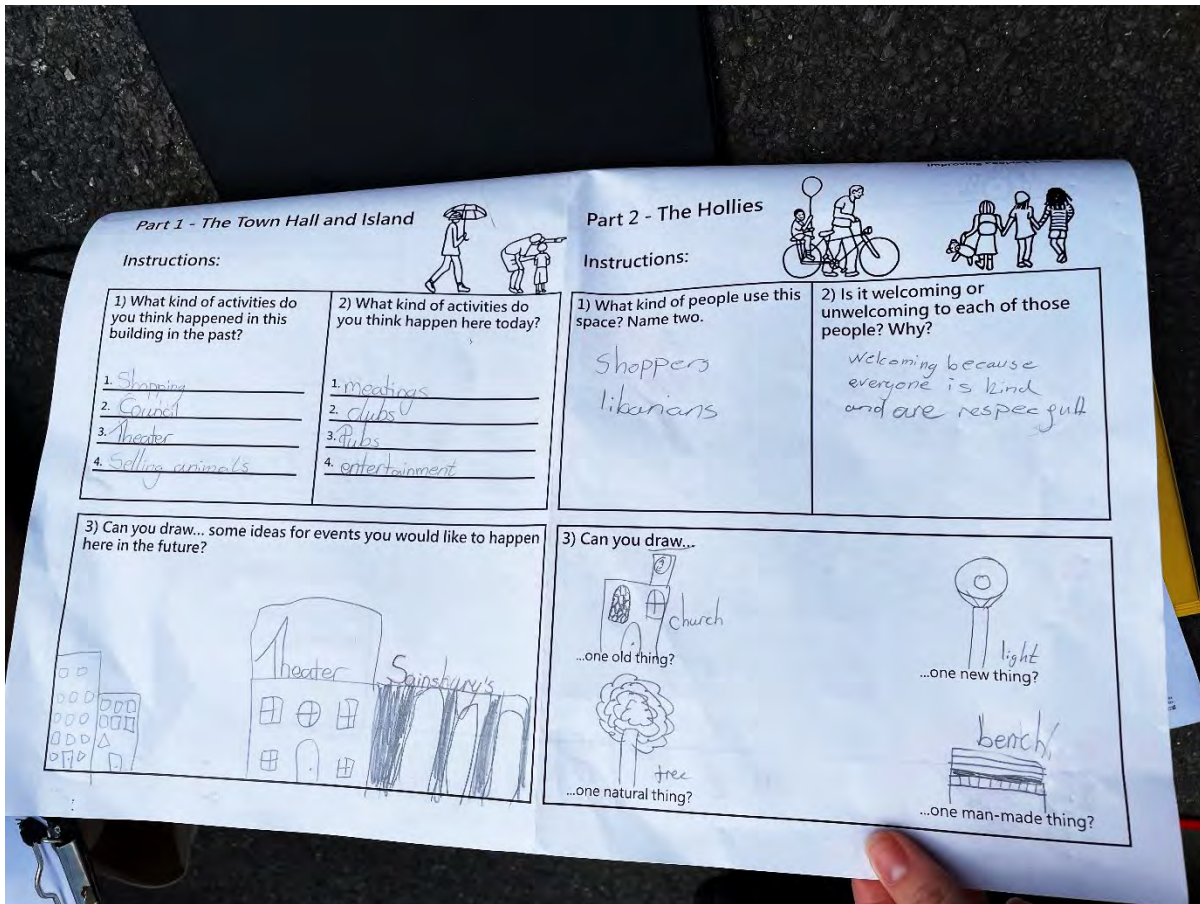 Part 1 - The Town Hall and Island
Instructions:
1) What kind of activities do
you think happened in this
building in the past?
1. Shopping
2. Council
3. Theater
4. Selling animals
2) What kind of activities do
you think happen here today?
1. meatings
2. clubs
3. Pubs
4. entertainment
3) Can you draw... some ideas for events you would like to happen
here in the future?
Theater
Sainsbury's
Part 2 - The Hollies
Instructions:
1) What kind of people use this
space? Name two.
Shoppers
libarians
2) Is it welcoming or
unwelcoming to each of those
people? Why?
Welcoming because
everyone is kind
and are respecfull
3) Can you draw...
church
...one old thing?
light
...one new thing?
tree
...one natural thing?
bench
...one man-made thing?